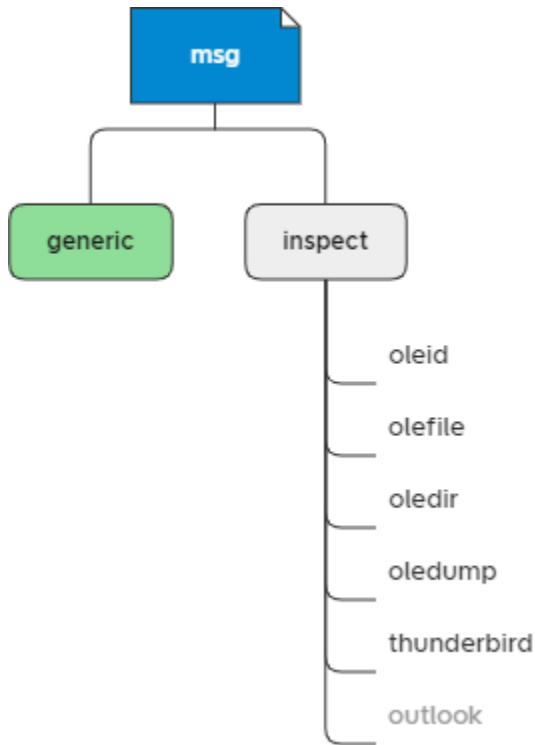 msg
generic
inspect
oleid
olefile
oledir
oledump
thunderbird
outlook